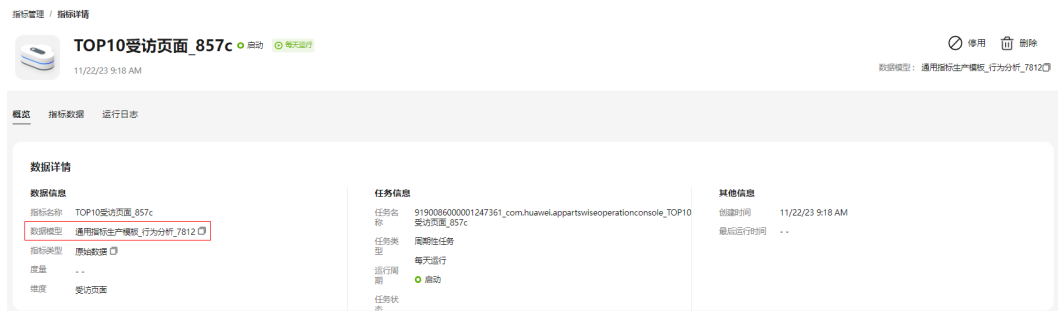 指标管理 / 指标详情
TOP10受访页面_857c 启动 每天运行
11/22/23 9:18 AM
停用 删除
数据模型： 通用指标生产模板_行为分析_7812
概览 指标数据 运行日志
数据详情
数据信息
指标名称 TOP10受访页面_857c
数据模型 通用指标生产模板_行为分析_7812
指标类型 原始数据
度量 - -
维度 受访页面
任务信息
任务名 9190086000001247361_com.huawei.appartswiseoperationconsole_TOP10
称 受访页面_857c
任务类 周期性任务
型
每天运行
运行周
期 启动
任务状
态
其他信息
创建时间 11/22/23 9:18 AM
最后运行时间 - -